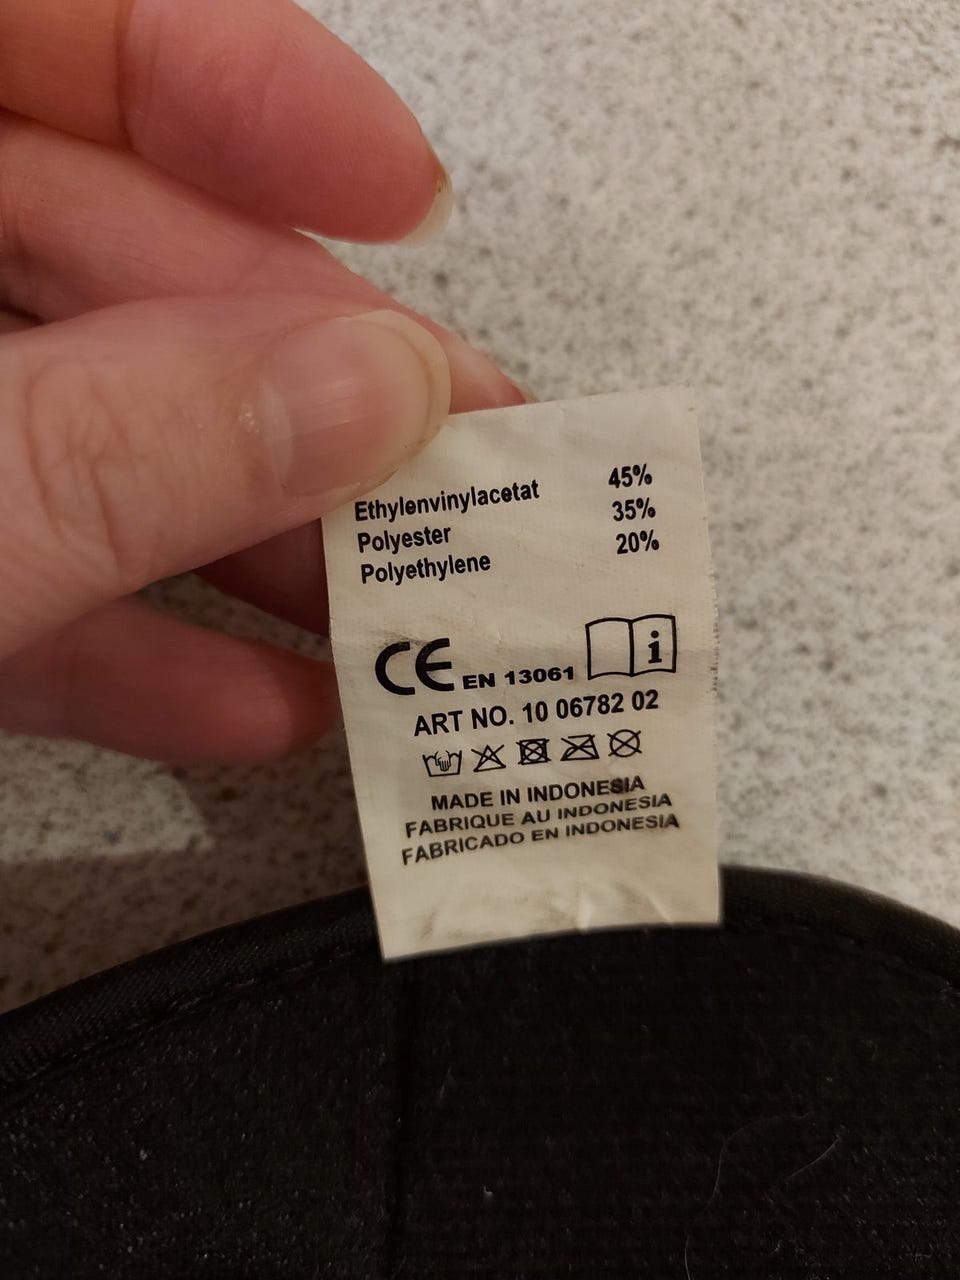 Ethylenvinylacetat 45%
Polyester 35%
Polyethylene 20%
CE EN 13061 i
ART NO. 10 06782 02
MADE IN INDONESIA
FABRIQUE AU INDONESIA
FABRICADO EN INDONESIA